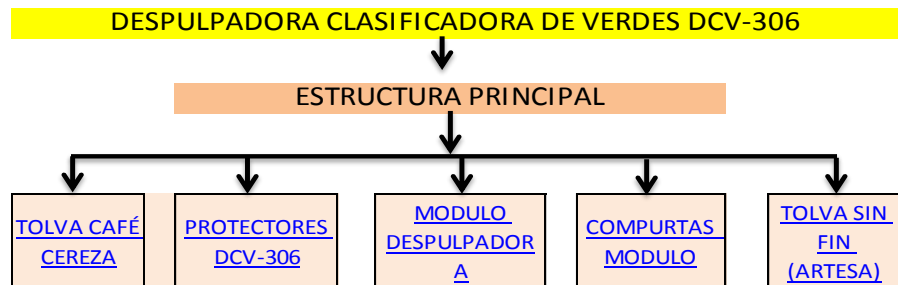 DESPULPADORA CLASIFICADORA DE VERDES DCV-306
ESTRUCTURA PRINCIPAL
TOLVA CAFÉ
CEREZA
PROTECTORES
DCV-306
MODULO
DESPULPADOR
A
COMPURTAS
MODULO
TOLVA SIN
FIN
(ARTESA)